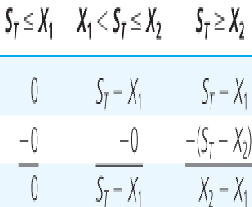 S_T ≤ X_1 X_1 < S_T ≤ X_2 S_T ≥ X_2
0 S_T − X_1 S_T − X_1
−0 −0 −(S_T − X_2)
0 S_T − X_1 X_2 − X_1